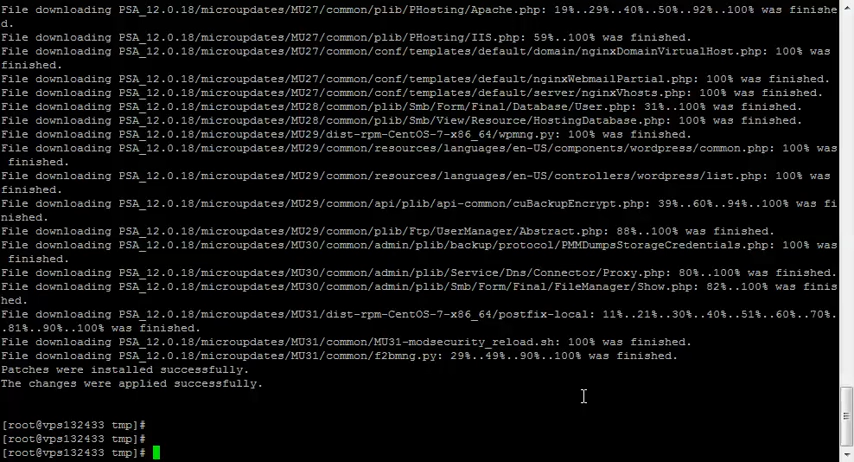 File downloading PSA_12.0.18/microupdates/MU27/common/plib/PHosting/Apache.php: 19%..29%..40%..50%..92%..100% was finishe
d.
File downloading PSA_12.0.18/microupdates/MU27/common/plib/PHosting/IIS.php: 59%..100% was finished.
File downloading PSA_12.0.18/microupdates/MU27/common/conf/templates/default/domain/nginxDomainVirtualHost.php: 100% was
finished.
File downloading PSA_12.0.18/microupdates/MU27/common/conf/templates/default/nginxWebmailPartial.php: 100% was finished.
File downloading PSA_12.0.18/microupdates/MU27/common/conf/templates/default/server/nginxVhosts.php: 100% was finished.
File downloading PSA_12.0.18/microupdates/MU28/common/plib/Smb/Form/Final/Database/User.php: 31%..100% was finished.
File downloading PSA_12.0.18/microupdates/MU28/common/plib/Smb/View/Resource/HostingDatabase.php: 100% was finished.
File downloading PSA_12.0.18/microupdates/MU29/dist-rpm-CentOS-7-x86_64/wpmng.py: 100% was finished.
File downloading PSA_12.0.18/microupdates/MU29/common/resources/languages/en-US/components/wordpress/common.php: 100% was
 finished.
File downloading PSA_12.0.18/microupdates/MU29/common/resources/languages/en-US/controllers/wordpress/list.php: 100% was
finished.
File downloading PSA_12.0.18/microupdates/MU29/common/api/plib/api-common/cuBackupEncrypt.php: 39%..60%..94%..100% was fi
nished.
File downloading PSA_12.0.18/microupdates/MU29/common/plib/Ftp/UserManager/Abstract.php: 88%..100% was finished.
File downloading PSA_12.0.18/microupdates/MU30/common/admin/plib/backup/protocol/PMMDumpsStorageCredentials.php: 100% was
 finished.
File downloading PSA_12.0.18/microupdates/MU30/common/admin/plib/Service/Dns/Connector/Proxy.php: 80%..100% was finished.
File downloading PSA_12.0.18/microupdates/MU30/common/admin/plib/Smb/Form/Final/FileManager/Show.php: 82%..100% was finis
hed.
File downloading PSA_12.0.18/microupdates/MU31/dist-rpm-CentOS-7-x86_64/postfix-local: 11%..21%..30%..40%..51%..60%..70%.
.81%..90%..100% was finished.
File downloading PSA_12.0.18/microupdates/MU31/common/MU31-modsecurity_reload.sh: 100% was finished.
File downloading PSA_12.0.18/microupdates/MU31/common/f2bmng.py: 29%..49%..90%..100% was finished.
Patches were installed successfully.
The changes were applied successfully.
[root@vps132433 tmp]#
[root@vps132433 tmp]#
[root@vps132433 tmp]#